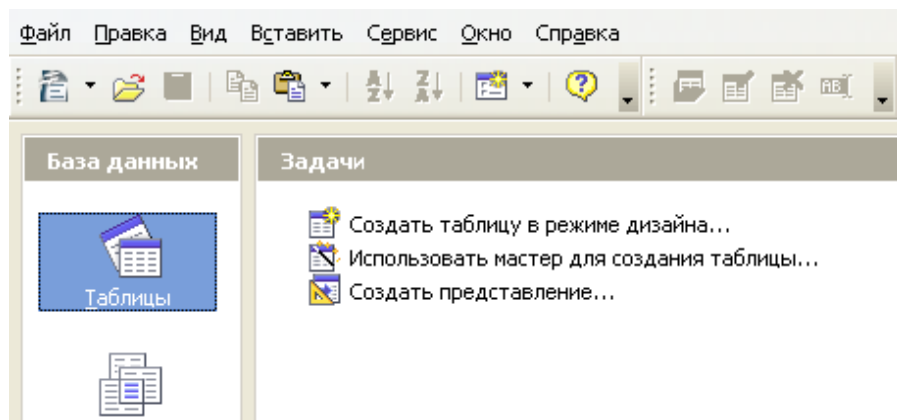 Файл Правка Вид Вставить Сервис Окно Справка
База данных
Задачи
Создать таблицу в режиме дизайна...
Использовать мастер для создания таблицы...
Создать представление...
Таблицы